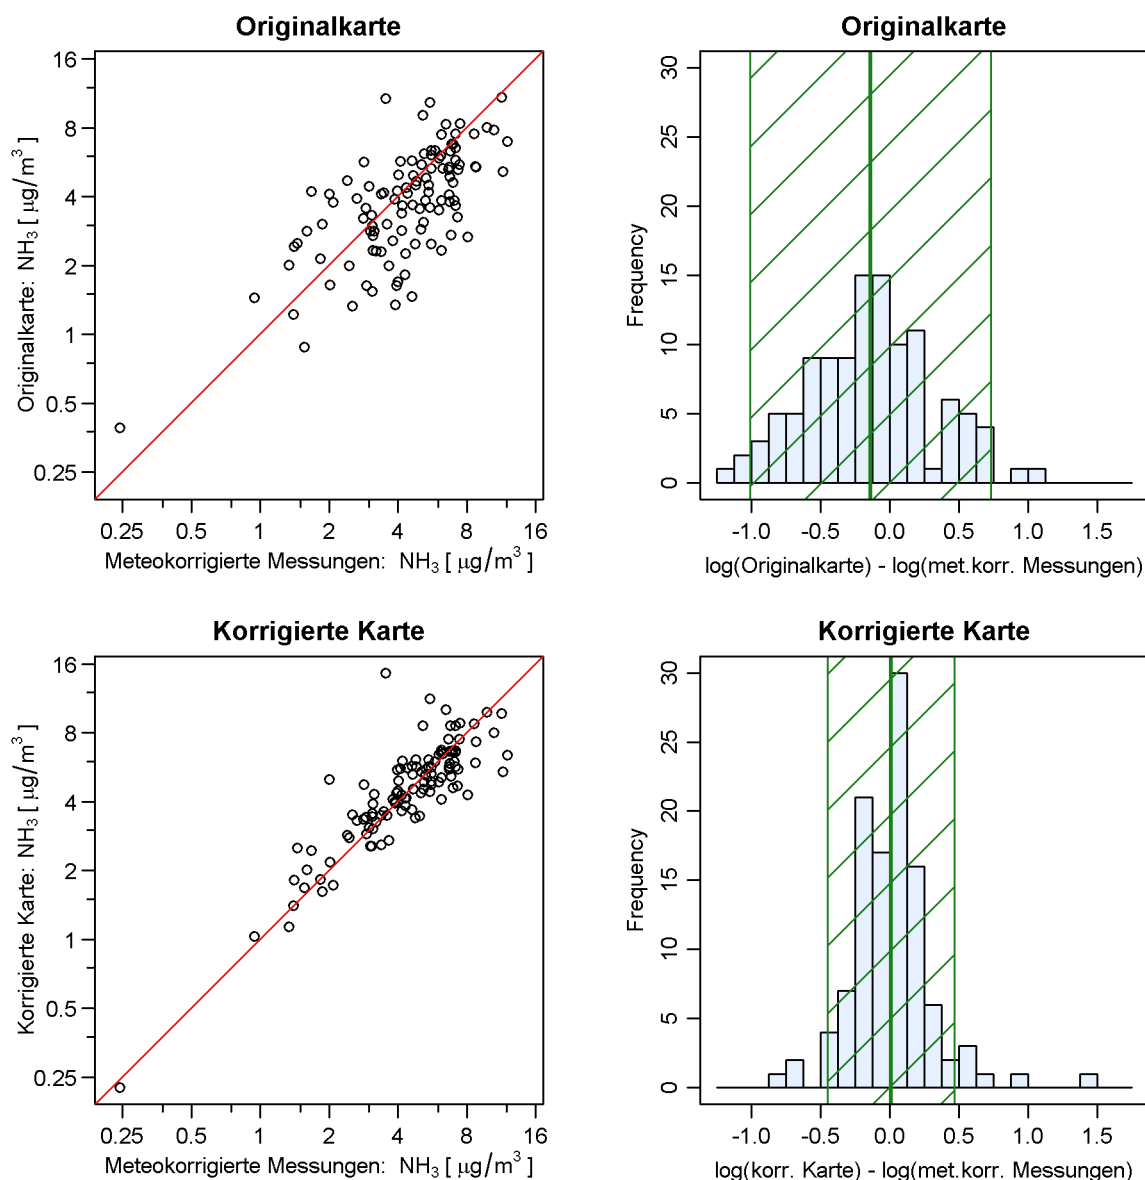 Originalkarte
Originalkarte: NH3 [ μg/m3 ]
16
8
4
2
1
0.5
0.25
0.25 0.5 1 2 4 8 16
Meteokorrigierte Messungen: NH3 [ μg/m3 ]
Originalkarte
Frequency
30
25
20
15
10
5
0
-1.0 -0.5 0.0 0.5 1.0 1.5
log(Originalkarte) - log(met.korr. Messungen)
Korrigierte Karte
Korrigierte Karte: NH3 [ μg/m3 ]
16
8
4
2
1
0.5
0.25
0.25 0.5 1 2 4 8 16
Meteokorrigierte Messungen: NH3 [ μg/m3 ]
Korrigierte Karte
Frequency
30
25
20
15
10
5
0
-1.0 -0.5 0.0 0.5 1.0 1.5
log(korr. Karte) - log(met.korr. Messungen)